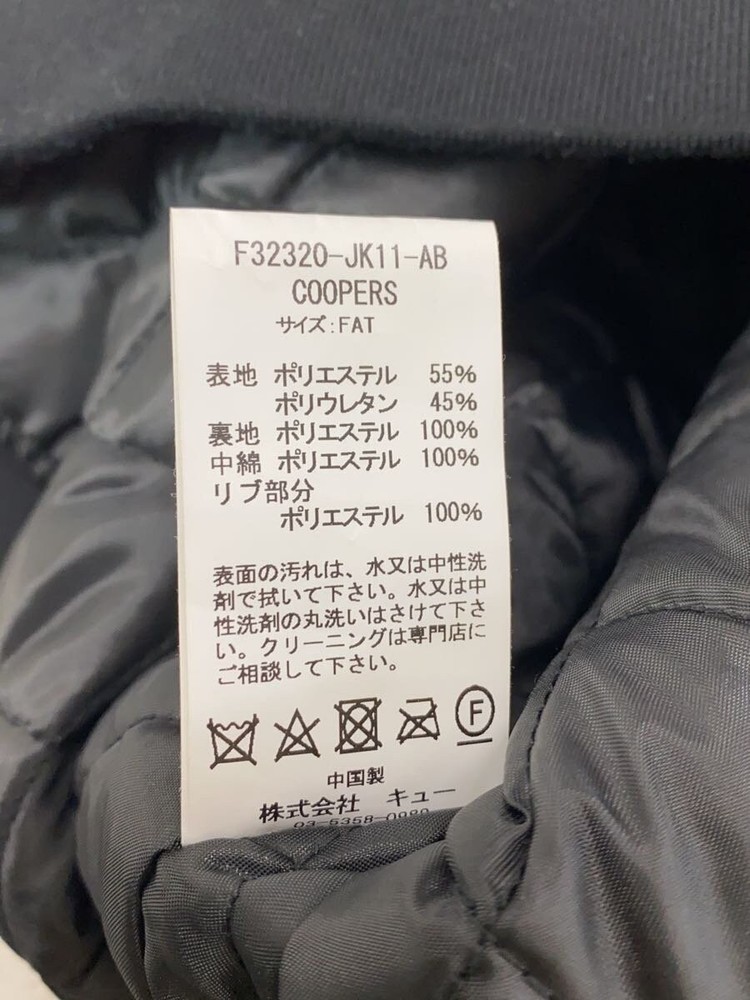 F32320-JK11-AB
COOPERS
サイズ:FAT
表地 ポリエステル 55%
ポリウレタン 45%
裏地 ポリエステル 100%
中綿 ポリエステル 100%
リブ部分
ポリエステル 100%
表面の汚れは、水又は中性洗
剤で拭いて下さい。水又は中
性洗剤の丸洗いはさけて下さ
い。クリーニングは専門店に
ご相談して下さい。
F
中国製
株式会社 キュー